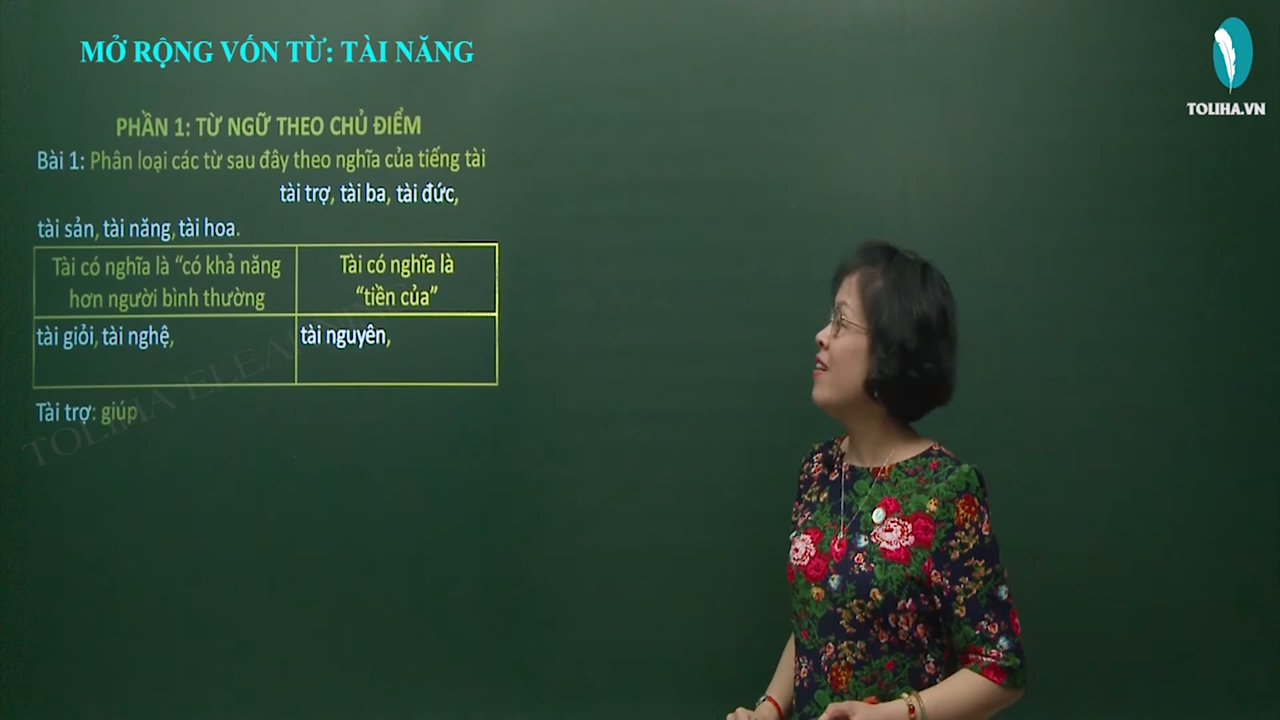 MỞ RỘNG VỐN TỪ: TÀI NĂNG
TOLIHA.VN
PHẦN 1: TỪ NGỮ THEO CHỦ ĐIỂM
Bài 1: Phân loại các từ sau đây theo nghĩa của tiếng tài
tài trợ, tài ba, tài đức,
tài sản, tài năng, tài hoa.
Tài có nghĩa là “có khả năng
hơn người bình thường
Tài có nghĩa là
“tiền của”
tài giỏi, tài nghệ,
tài nguyên,
Tài trợ: giúp